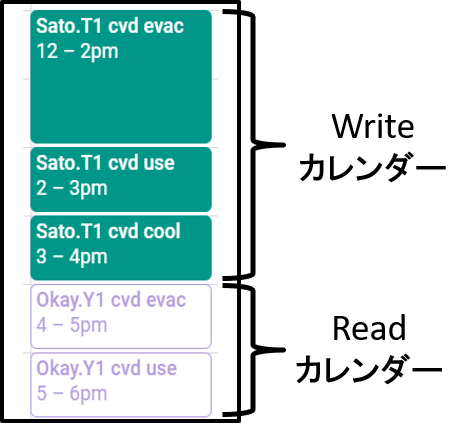 Sato.T1 cvd evac
12 – 2pm
Sato.T1 cvd use
2 – 3pm
Sato.T1 cvd cool
3 – 4pm
Write
カレンダー
Okay.Y1 cvd evac
4 – 5pm
Okay.Y1 cvd use
5 – 6pm
Read
カレンダー